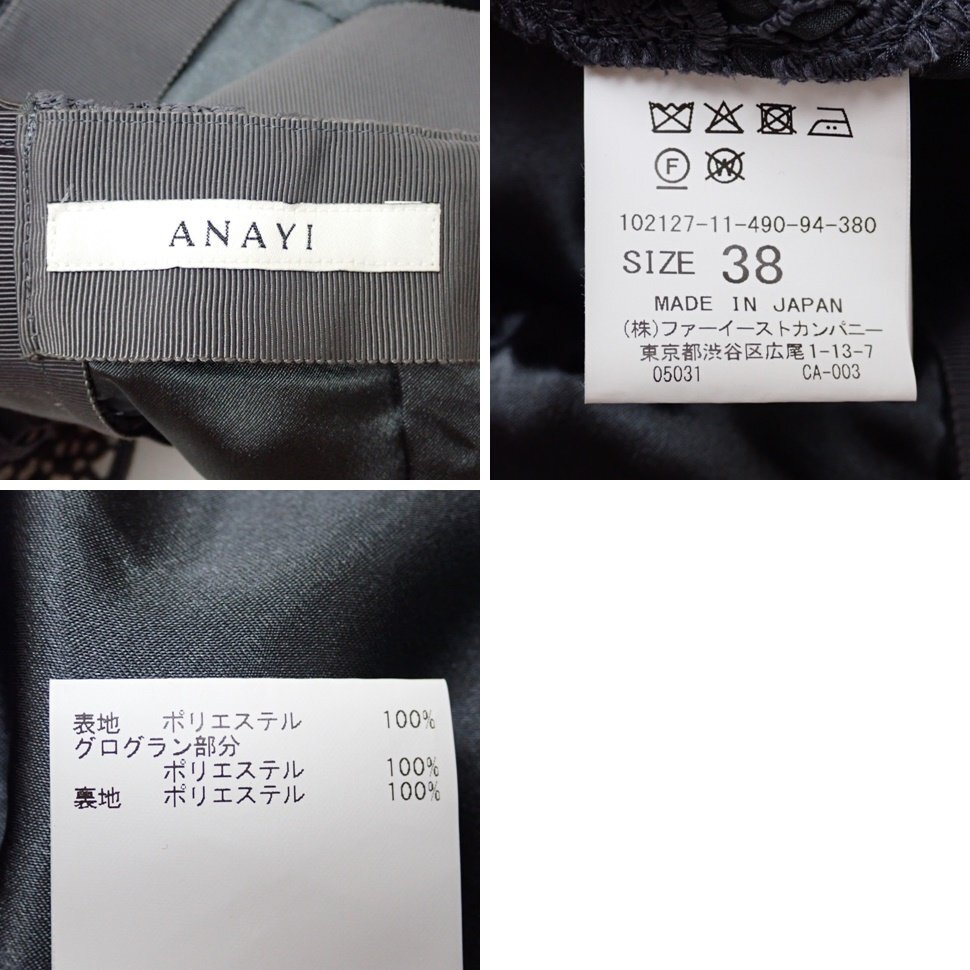 ANAYI
F
W
102127-11-490-94-380
SIZE 38
MADE IN JAPAN
(株)ファーイーストカンパニー
東京都渋谷区広尾1-13-7
05031 CA-003
表地 ポリエステル 100%
グログラン部分
ポリエステル 100%
裏地 ポリエステル 100%